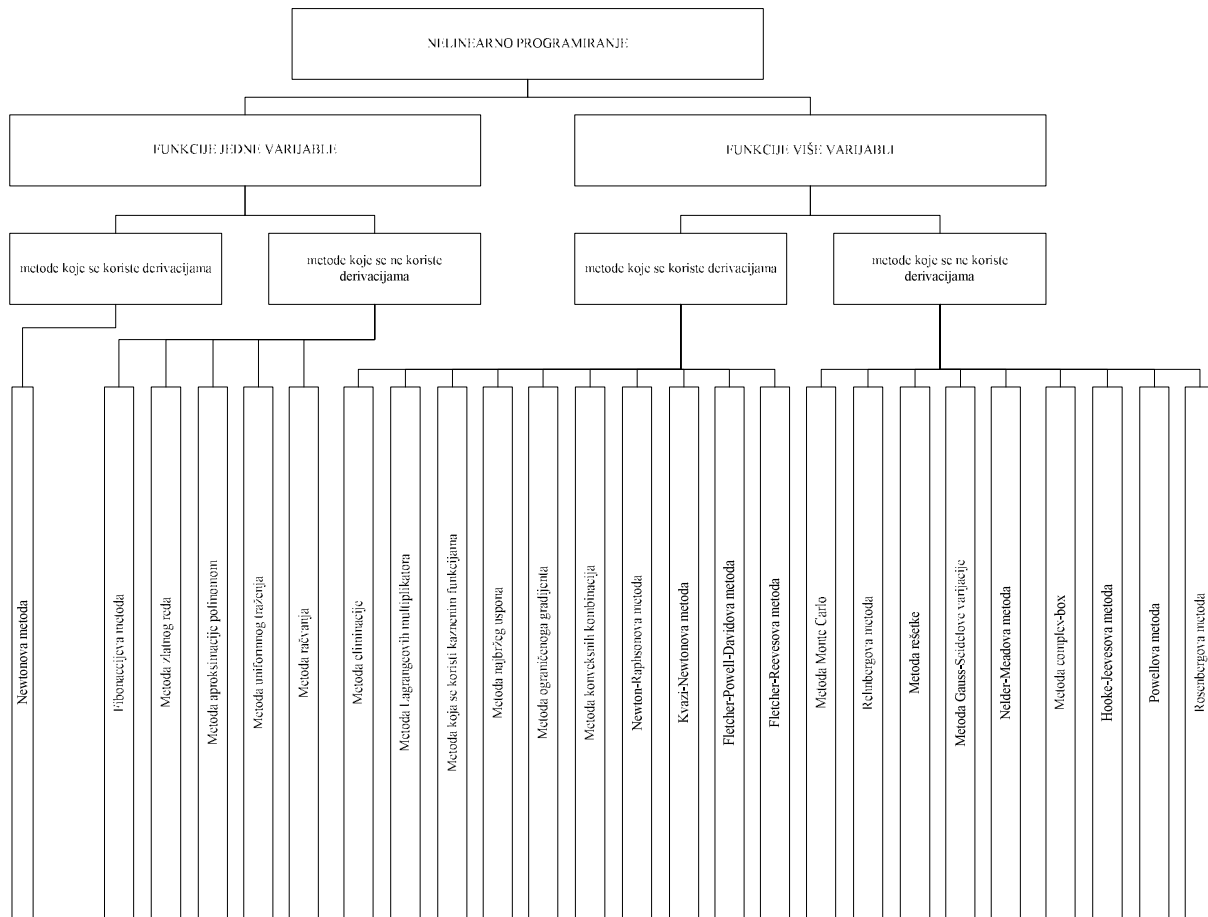 NELINEARNO PROGRAMIRANJE
FUNKCIJE JEDNE VARIJABLE
FUNKCIJE VIŠE VARIJABLI
metode koje se koriste derivacijama
metode koje se ne koriste
derivacijama
metode koje se koriste derivacijama
metode koje se ne koriste
derivacijama
Newtonova metoda
Fibonaccijeva metoda
Metoda zlatnog reda
Metoda aproksimacije polinomom
Metoda uniformnog traženja
Metoda račvanja
Metoda eliminacije
Metoda Lagrangeovih multiplikatora
Metoda koja se koristi kaznenim funkcijama
Metoda najbržeg uspona
Metoda ograničenoga gradijenta
Metoda konveksnih kombinacija
Newton-Raphsonova metoda
Kvazi-Newtonova metoda
Fletcher-Powell-Davidova metoda
Fletcher-Reevesova metoda
Metoda Monte Carlo
Relmbergova metoda
Metoda rešetke
Metoda Gauss-Seidelove varijacije
Nelder-Meadova metoda
Metoda complex-box
Hooke-Jeevesova metoda
Powellova metoda
Rosenbergova metoda